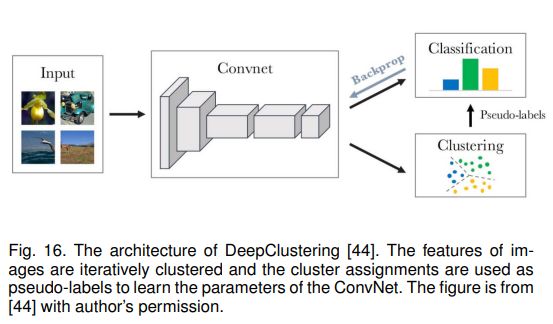 Input
Convnet
Backprop
Classification
Pseudo-labels
Clustering
Fig. 16. The architecture of DeepClustering [44]. The features of im-
ages are iteratively clustered and the cluster assignments are used as
pseudo-labels to learn the parameters of the ConvNet. The figure is from
[44] with author's permission.